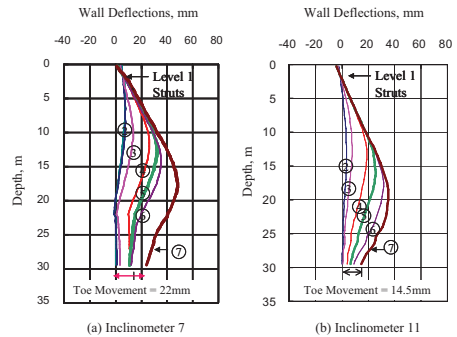 Wall Deflections, mm
-40 -20 0 20 40 60 80
0
5
10
15
20
25
30
35
Depth, m
Level 1
Struts
2
3
4
5
6
7
Toe Movement = 22mm
(a) Inclinometer 7
Wall Deflections, mm
-40 -20 0 20 40 60 80
0
5
10
15
20
25
30
35
Depth, m
Level 1
Struts
2
3
4
5
6
7
Toe Movement = 14.5mm
(b) Inclinometer 11